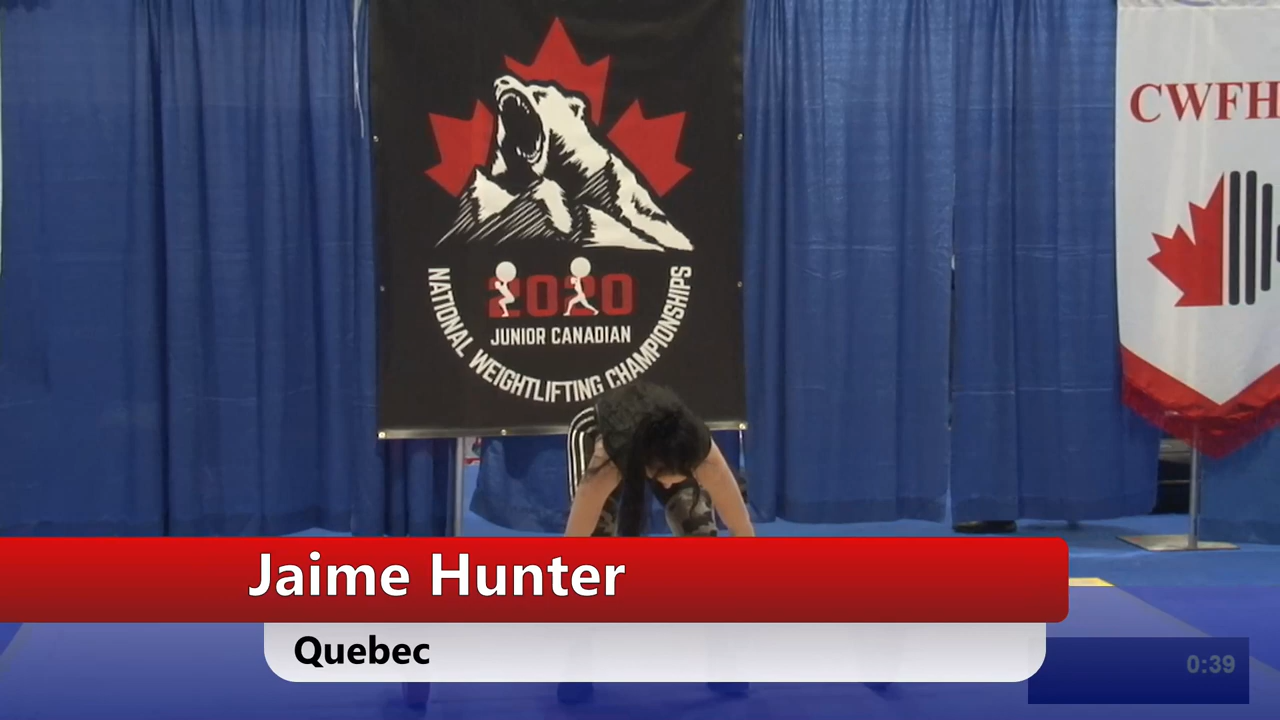 CWFH
2020
JUNIOR CANADIAN
NATIONAL WEIGHTLIFTING CHAMPIONSHIPS
Jaime Hunter
Quebec
0:39